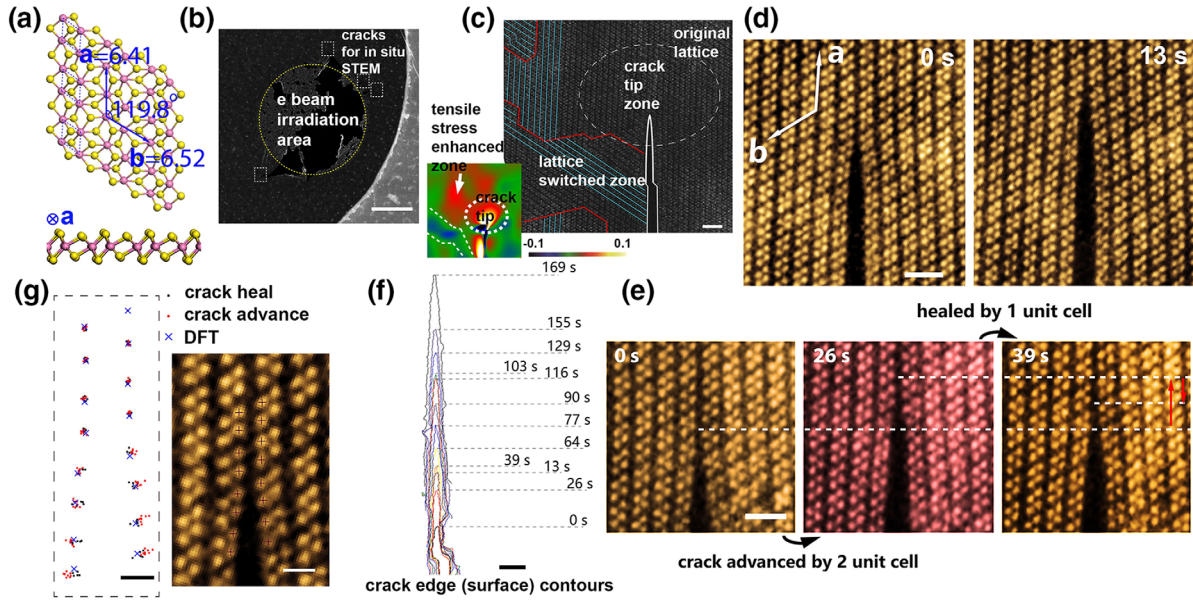 (a)
a=6.41
119.8°
b=6.52
⊗a
(b)
cracks
for in situ
STEM
e beam
irradiation
area
(c)
original
lattice
crack
tip
zone
tensile
stress
enhanced
zone
lattice
switched zone
crack
tip
-0.1
0.1
(d)
a
b
0 s
13 s
(g)
crack heal
crack advance
DFT
(f)
169 s
155 s
129 s
103 s
116 s
90 s
77 s
64 s
39 s
13 s
26 s
0 s
crack edge (surface) contours
(e)
healed by 1 unit cell
0 s
26 s
39 s
crack advanced by 2 unit cell